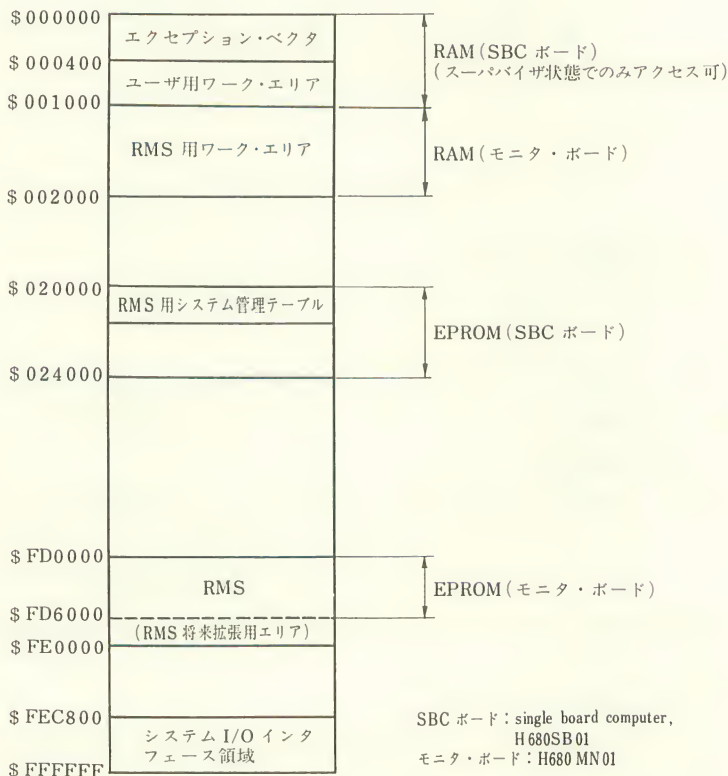 $000000
エクセプション・ベクタ
RAM(SBC ボード)
(スーパバイザ状態でのみアクセス可)
$000400
ユーザ用ワーク・エリア
$001000
RMS 用ワーク・エリア
RAM(モニタ・ボード)
$002000
$020000
RMS 用システム管理テーブル
EPROM(SBC ボード)
$024000
$FD0000
RMS
EPROM(モニタ・ボード)
$FD6000
(RMS 将来拡張用エリア)
$FE0000
$FEC800
システム I/O インタ
フェース領域
$FFFFFF
SBC ボード:single board computer,
H680SB01
モニタ・ボード:H680 MN01